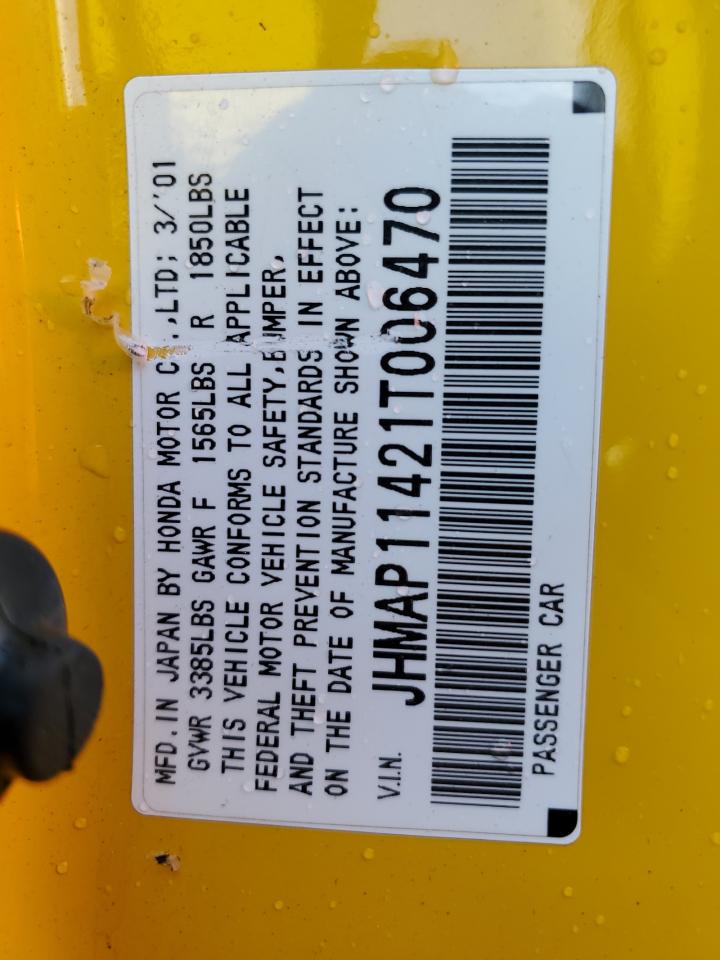 MFD. IN JAPAN BY HONDA MOTOR C .,LTD; 3/'01
GVWR 3385LBS GAWR F 1565LBS R 1850LBS
THIS VEHICLE CONFORMS TO ALL APPLICABLE
FEDERAL MOTOR VEHICLE SAFETY,BUMPER,
AND THEFT PREVENTION STANDARDS IN EFFECT
ON THE DATE OF MANUFACTURE SHOWN ABOVE:
V.I.N. JHMAP11421T006470
PASSENGER CAR